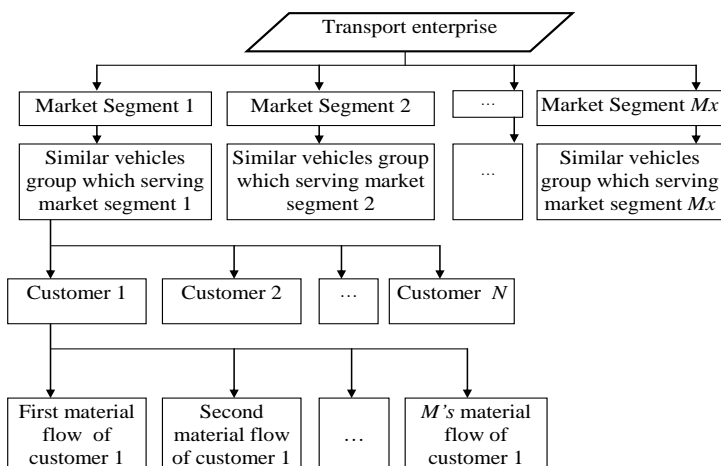 Transport enterprise
Market Segment 1
Market Segment 2
...
Market Segment Mx
Similar vehicles
group which serving
market segment 1
Similar vehicles group
which serving market
segment 2
...
Similar vehicles
group which serving
market segment Mx
Customer 1
Customer 2
...
Customer N
First material
flow of
customer 1
Second
material flow
of customer 1
...
M's material
flow of
customer 1